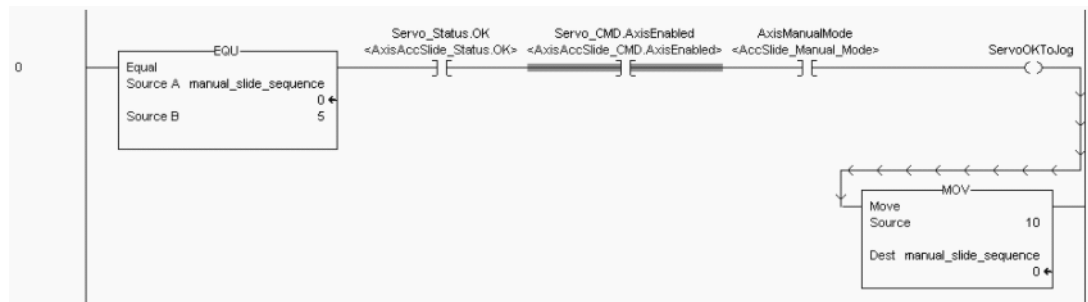 Servo_Status.OK Servo_CMD.AxisEnabled AxisManualMode
EQU <AxisAccSlide_Status.OK> <AxisAccSlide_CMD.AxisEnabled> <AccSlide_Manual_Mode> ServoOKToJog
0 Equal
Source A manual_slide_sequence
0
Source B 5
MOV
Move
Source 10
Dest manual_slide_sequence
0